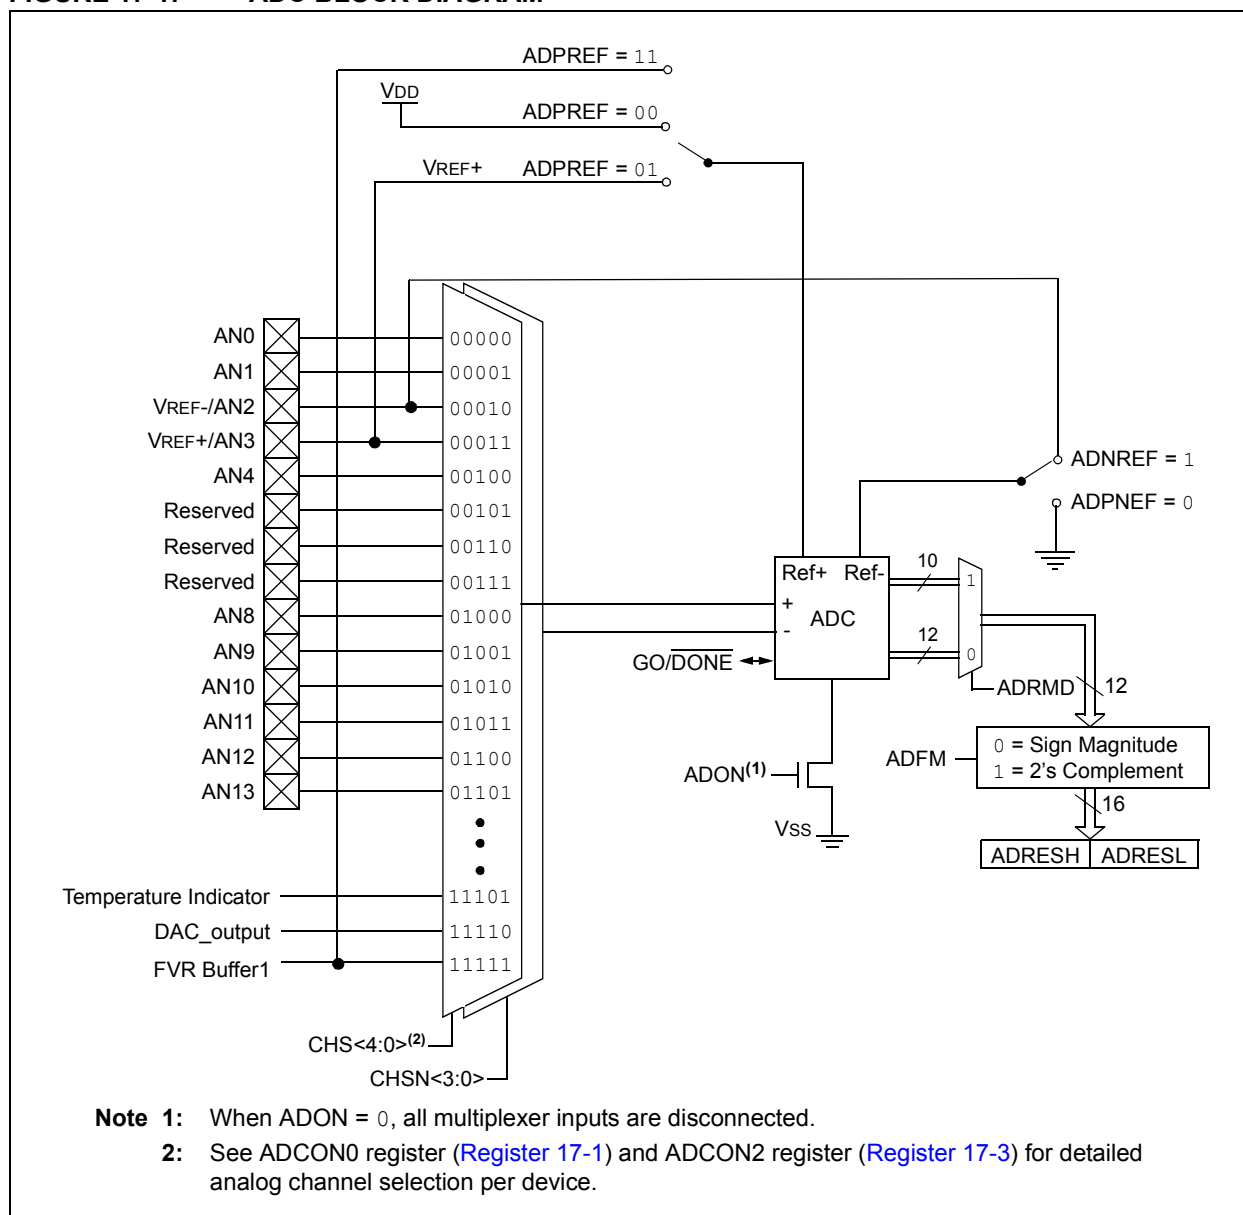 ADPREF = 11
VDD
ADPREF = 00
VREF+ ADPREF = 01
AN0 00000
AN1 00001
VREF-/AN2 00010
VREF+/AN3 00011
AN4 00100
Reserved 00101
Reserved 00110
Reserved 00111
AN8 01000
AN9 01001
AN10 01010
AN11 01011
AN12 01100
AN13 01101
Temperature Indicator 11101
DAC_output 11110
FVR Buffer1 11111
CHS<4:0>(2)
CHSN<3:0>
ADNREF = 1
ADPNEF = 0
Ref+ Ref-
+
ADC
-
GO/DONE
10
1
12
0
ADRMD
12
ADON(1)
VSS
ADFM
0 = Sign Magnitude
1 = 2's Complement
16
ADRESH ADRESL
Note 1: When ADON = 0, all multiplexer inputs are disconnected.
2: See ADCON0 register (Register 17-1) and ADCON2 register (Register 17-3) for detailed
analog channel selection per device.